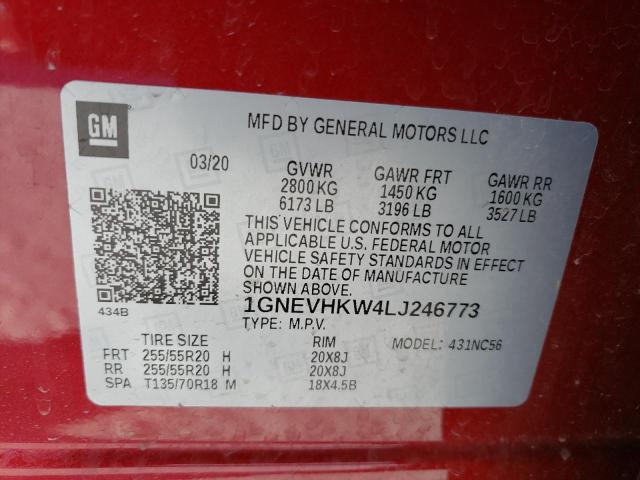 GM
MFD BY GENERAL MOTORS LLC
03/20 GVWR GAWR FRT GAWR RR
2800 KG 1450 KG 1600 KG
6173 LB 3196 LB 3527 LB
THIS VEHICLE CONFORMS TO ALL
APPLICABLE U.S. FEDERAL MOTOR
VEHICLE SAFETY STANDARDS IN EFFECT
ON THE DATE OF MANUFACTURE
SHOWN ABOVE.
434B
1GNEVHKW4LJ246773
TYPE: M.P.V.
TIRE SIZE RIM MODEL: 431NC56
FRT 255/55R20 H 20X8J
RR 255/55R20 H 20X8J
SPA T135/70R18 M 18X4.5B